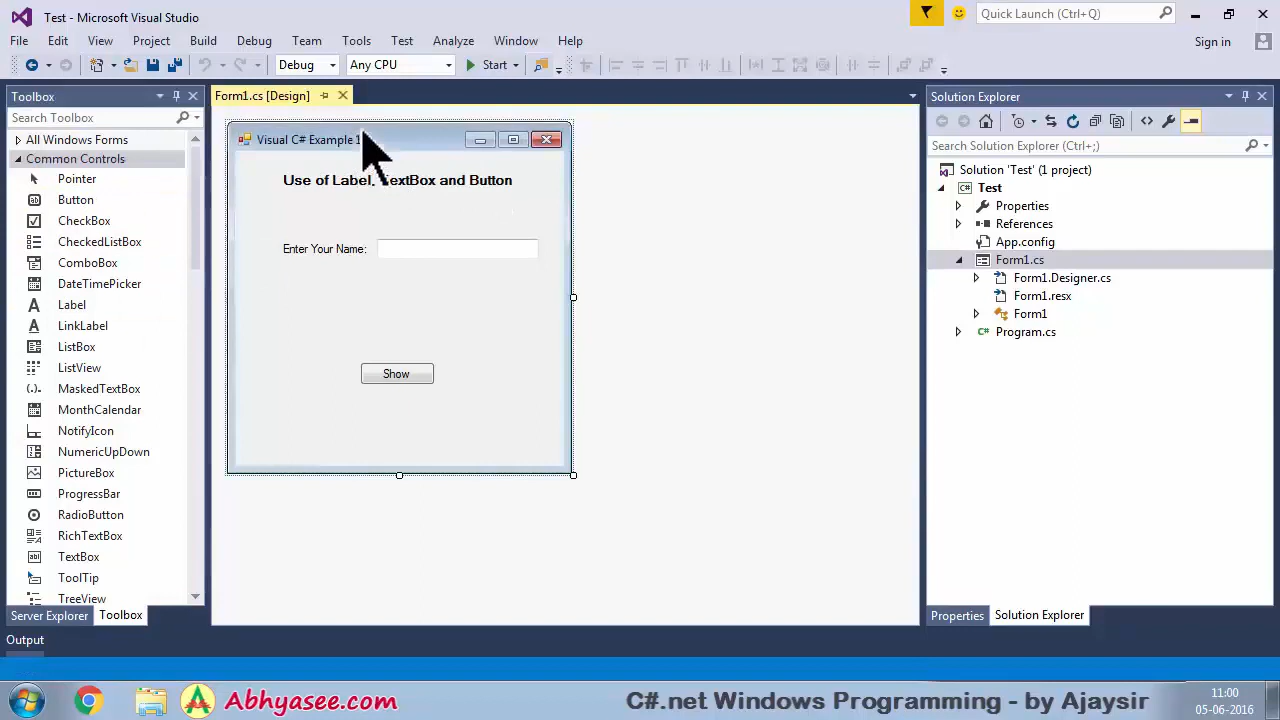 Test - Microsoft Visual Studio
Quick Launch (Ctrl+Q)
File Edit View Project Build Debug Team Tools Test Analyze Window Help
Sign in
Debug Any CPU Start
Toolbox
Search Toolbox
All Windows Forms
Common Controls
Pointer
Button
CheckBox
CheckedListBox
ComboBox
DateTimePicker
Label
LinkLabel
ListBox
ListView
MaskedTextBox
MonthCalendar
NotifyIcon
NumericUpDown
PictureBox
ProgressBar
RadioButton
RichTextBox
TextBox
ToolTip
TreeView
Server Explorer Toolbox
Output
Form1.cs [Design]
Visual C# Example
Use of Label, TextBox and Button
Enter Your Name:
Show
Solution Explorer
Search Solution Explorer (Ctrl+;)
Solution 'Test' (1 project)
Test
Properties
References
App.config
Form1.cs
Form1.Designer.cs
Form1.resx
Form1
Program.cs
Properties Solution Explorer
Abhyasee.com
C#.net Windows Programming - by Ajaysir
11:00
05-06-2016